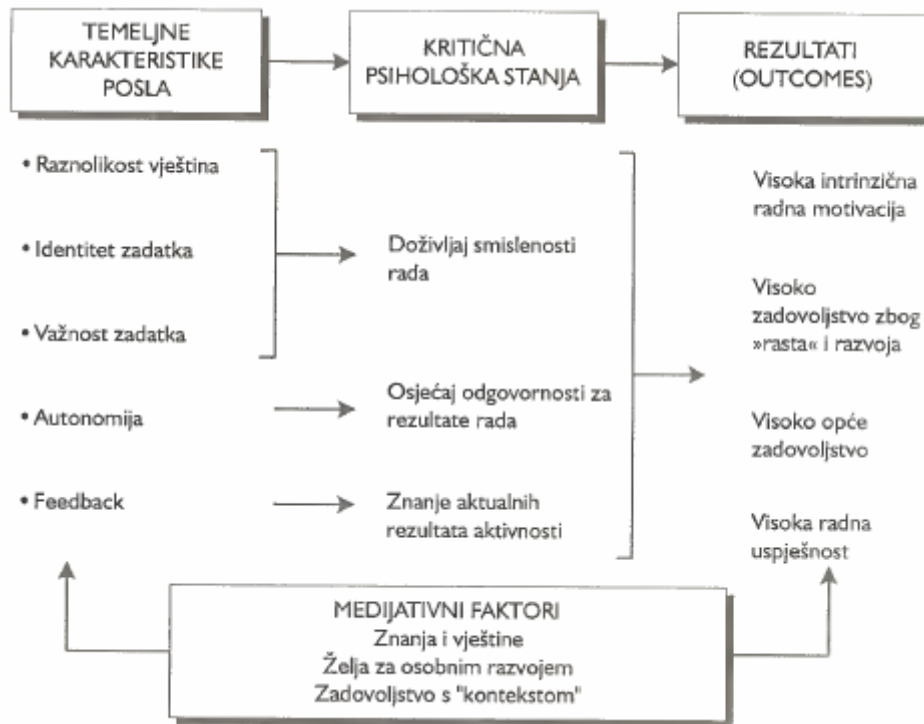 TEMELJNE
KARAKTERISTIKE
POSLA
KRITIČNA
PSIHOLOŠKA STANJA
REZULTATI
(OUTCOMES)
• Raznolikost vještina
• Identitet zadatka
• Važnost zadatka
• Autonomija
• Feedback
Doživljaj smislenosti
rada
Osjećaj odgovornosti za
rezultate rada
Znanje aktualnih
rezultata aktivnosti
Visoka intrinzična
radna motivacija
Visoko
zadovoljstvo zbog
»rasta« i razvoja
Visoko opće
zadovoljstvo
Visoka radna
uspješnost
MEDIJATIVNI FAKTORI
Znanja i vještine
Želja za osobnim razvojem
Zadovoljstvo s "kontekstom"